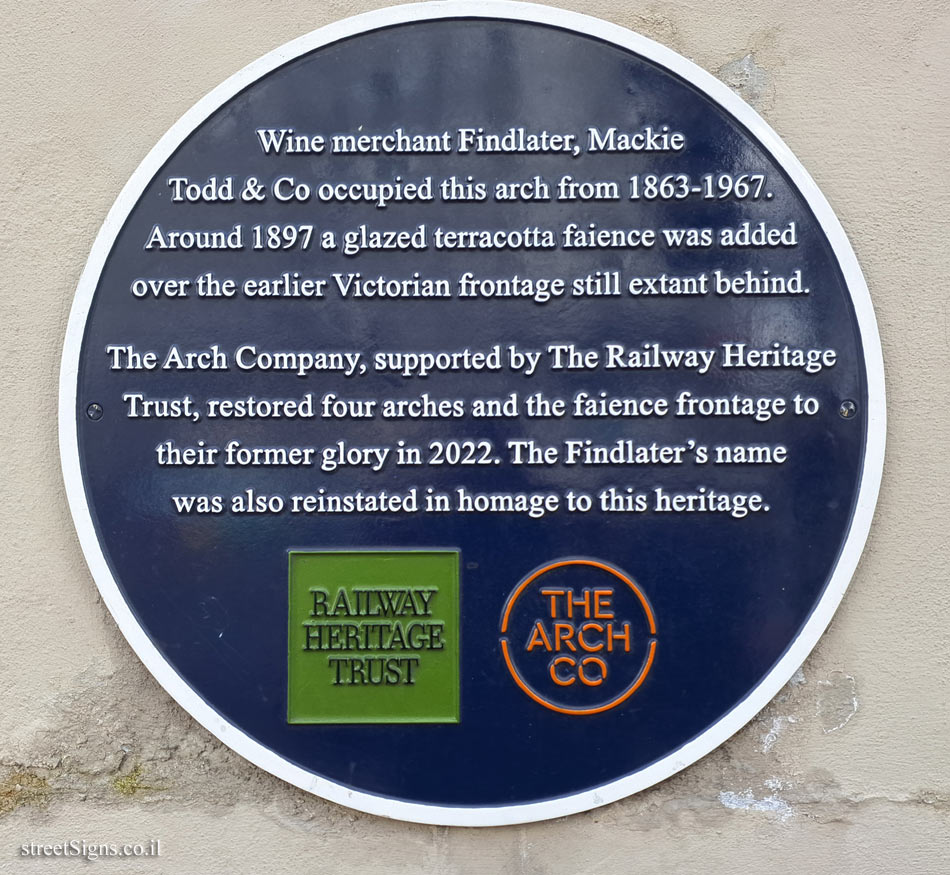 Wine merchant Findlater, Mackie
Todd & Co occupied this arch from 1863-1967.
Around 1897 a glazed terracotta faience was added
over the earlier Victorian frontage still extant behind.
The Arch Company, supported by The Railway Heritage
Trust, restored four arches and the faience frontage to
their former glory in 2022. The Findlater’s name
was also reinstated in homage to this heritage.
RAILWAY
HERITAGE
TRUST
THE
ARCH
CO
streetSigns.co.il